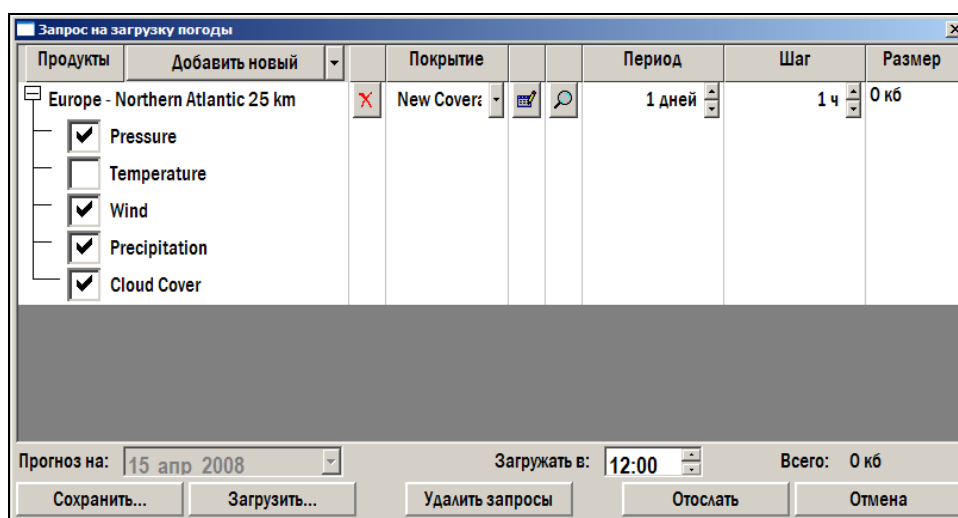 Запрос на загрузку погоды
Продукты Добавить новый Покрытие Период Шаг Размер
Europe - Northern Atlantic 25 km New Covera 1 дней 1 ч 0 кб
Pressure
Temperature
Wind
Precipitation
Cloud Cover
Прогноз на: 15 апр 2008 Загружать в: 12:00 Всего: 0 кб
Сохранить... Загрузить... Удалить запросы Отослать Отмена